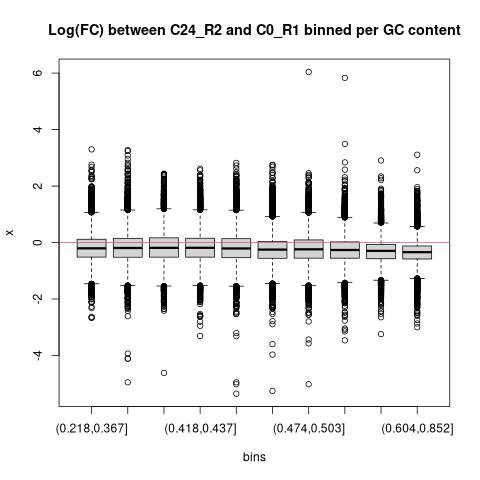 Log(FC) between C24_R2 and C0_R1 binned per GC content
6
4
2
0
-2
-4
x
(0.218,0.367] (0.418,0.437] (0.474,0.503] (0.604,0.852]
bins